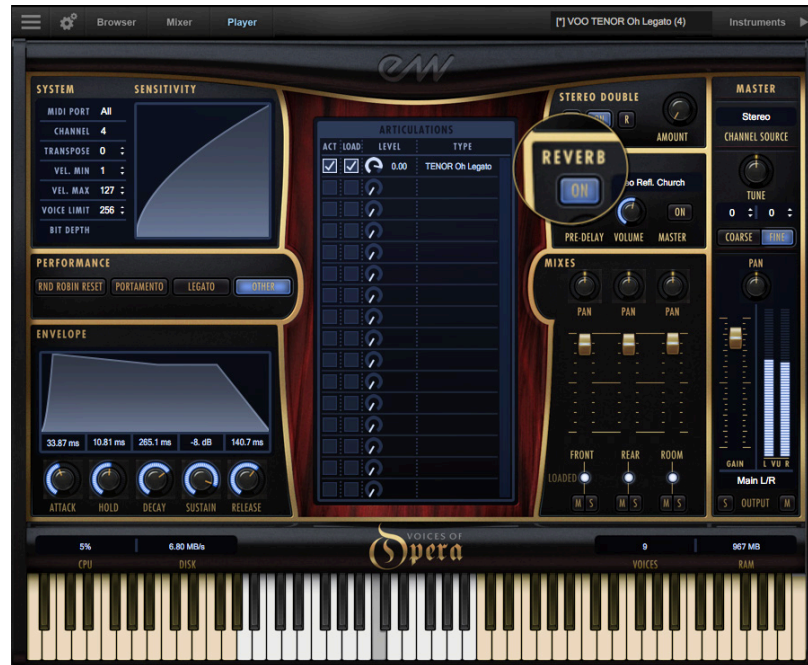 Browser Mixer Player [*] VOO TENOR Oh Legato (4) Instruments
EW
SYSTEM SENSITIVITY
MIDI PORT All
CHANNEL 4
TRANSPOSE 0
VEL. MIN 1
VEL. MAX 127
VOICE LIMIT 256
BIT DEPTH
PERFORMANCE
RND ROBIN RESET PORTAMENTO LEGATO OTHER
ENVELOPE
33.87 ms 10.81 ms 265.1 ms -8. dB 140.7 ms
ATTACK HOLD DECAY SUSTAIN RELEASE
ARTICULATIONS
ACT LOAD LEVEL TYPE
0.00 TENOR Oh Legato
STEREO DOUBLE
R
AMOUNT
REVERB
ON
Refl. Church
ON
PRE-DELAY VOLUME MASTER
MIXES
PAN PAN PAN
FRONT REAR ROOM
LOADED
M S M S M S
MASTER
Stereo
CHANNEL SOURCE
TUNE
0 0
COARSE FINE
PAN
GAIN L VU R
Main L/R
S OUTPUT M
5% 6.80 MB/s
CPU DISK
VOICES OF
Opera
9 967 MB
VOICES RAM